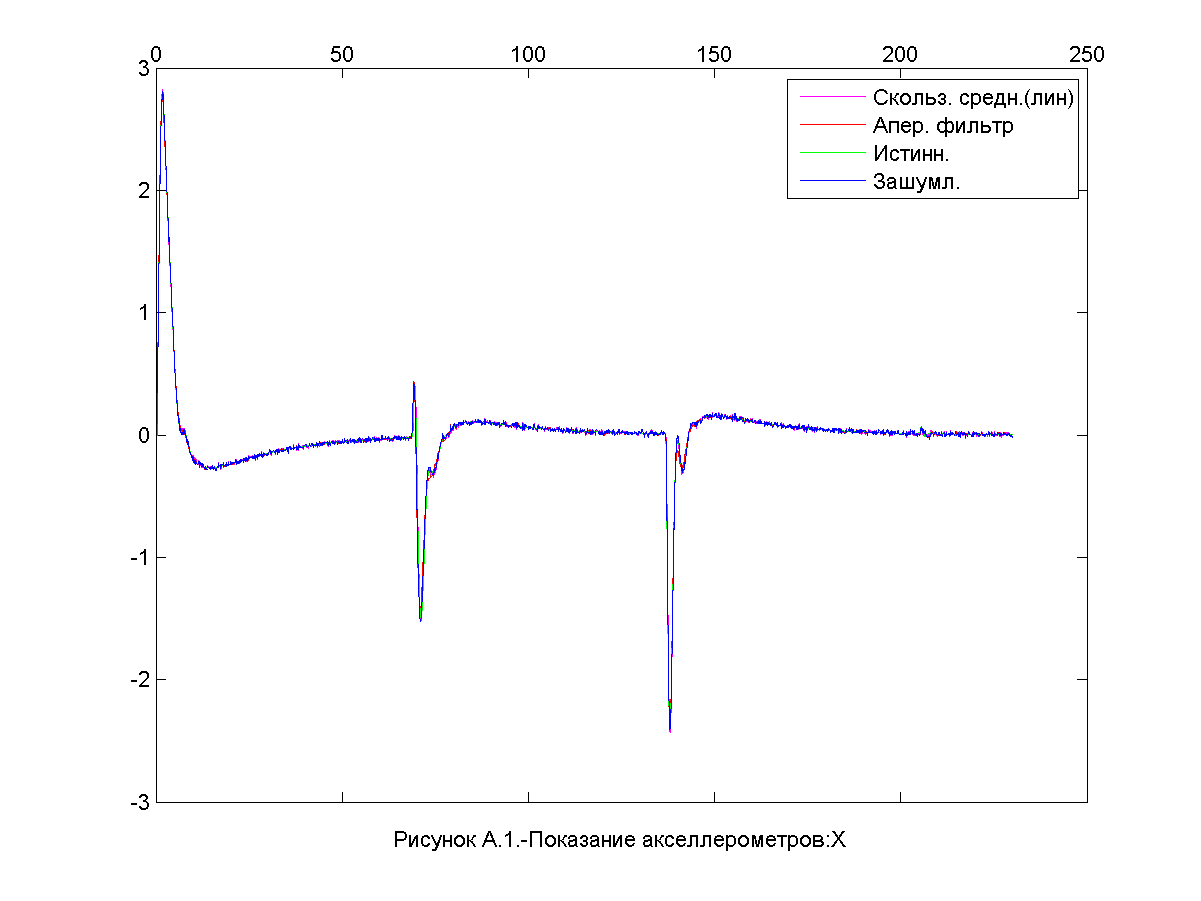 0 50 100 150 200 250
3
2
1
0
-1
-2
-3
Скольз. средн.(лин)
Апер. фильтр
Истинн.
Зашумл.
Рисунок А.1.-Показание акселлерометров:X